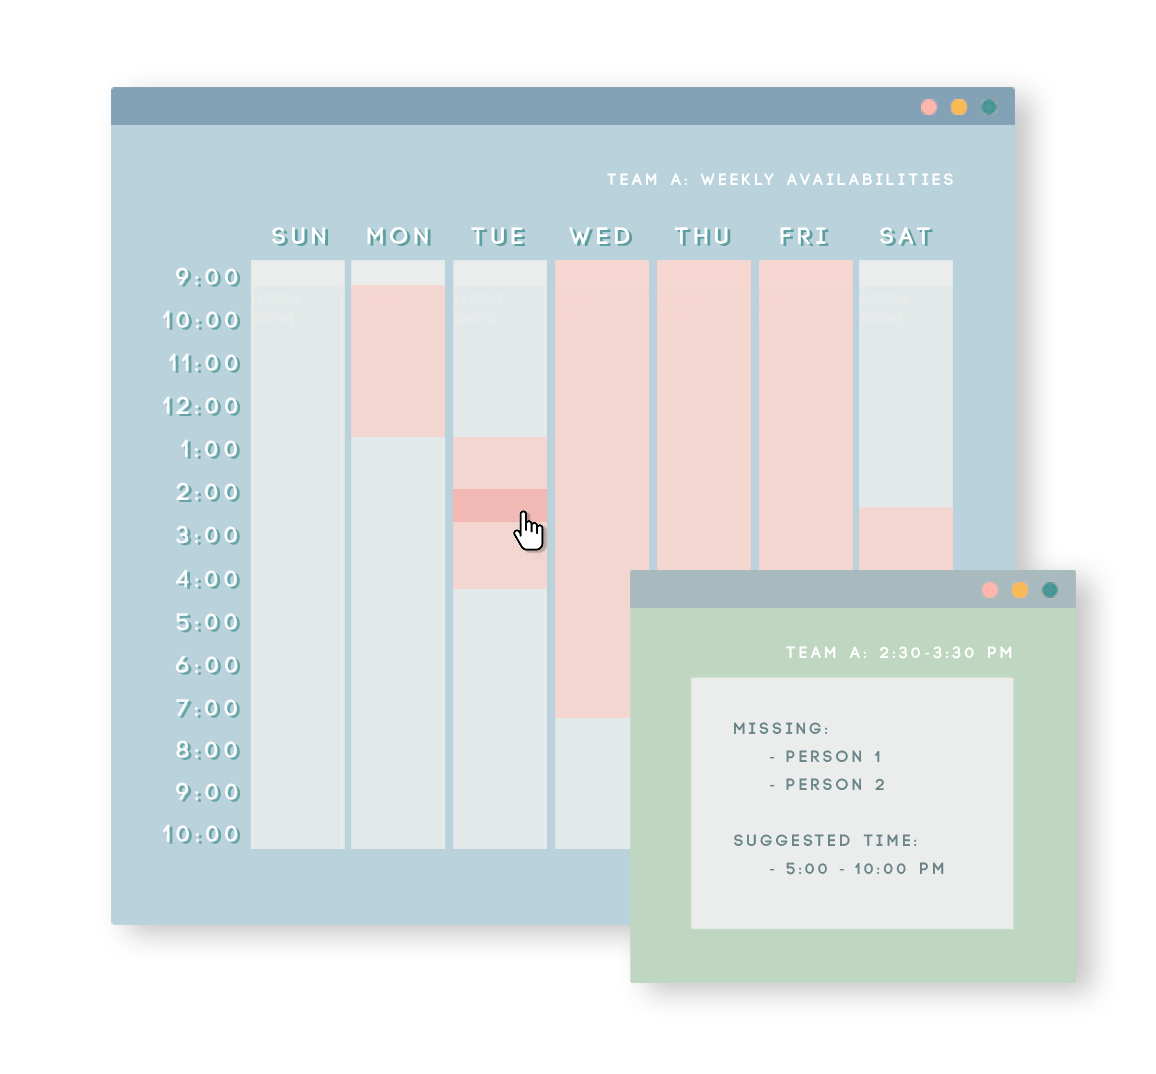 TEAM A: WEEKLY AVAILABILITIES
SUN MON TUE WED THU FRI SAT
9:00
10:00
11:00
12:00
1:00
2:00
3:00
4:00
5:00
6:00
7:00
8:00
9:00
10:00
TEAM A: 2:30-3:30 PM
MISSING:
- PERSON 1
- PERSON 2
SUGGESTED TIME:
- 5:00 - 10:00 PM